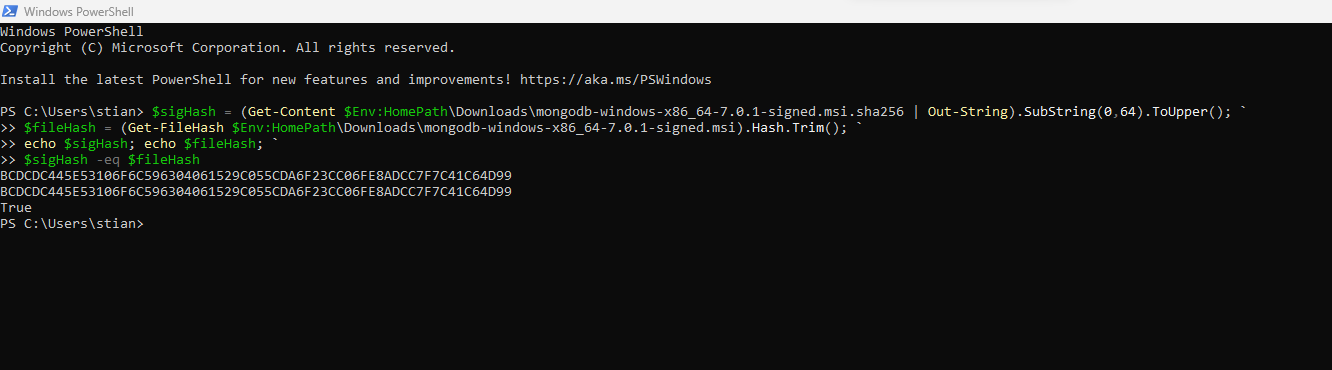 Windows PowerShell
Windows PowerShell
Copyright (C) Microsoft Corporation. All rights reserved.
Install the latest PowerShell for new features and improvements! https://aka.ms/PSWindows
PS C:\Users\stian> $sigHash = (Get-Content $Env:HomePath\Downloads\mongodb-windows-x86_64-7.0.1-signed.msi.sha256 | Out-String).SubString(0,64).ToUpper(); `
>> $fileHash = (Get-FileHash $Env:HomePath\Downloads\mongodb-windows-x86_64-7.0.1-signed.msi).Hash.Trim(); `
>> echo $sigHash; echo $fileHash; `
>> $sigHash -eq $fileHash
BCDCDC445E53106F6C596304061529C055CDA6F23CC06FE8ADCC7F7C41C64D99
BCDCDC445E53106F6C596304061529C055CDA6F23CC06FE8ADCC7F7C41C64D99
True
PS C:\Users\stian>